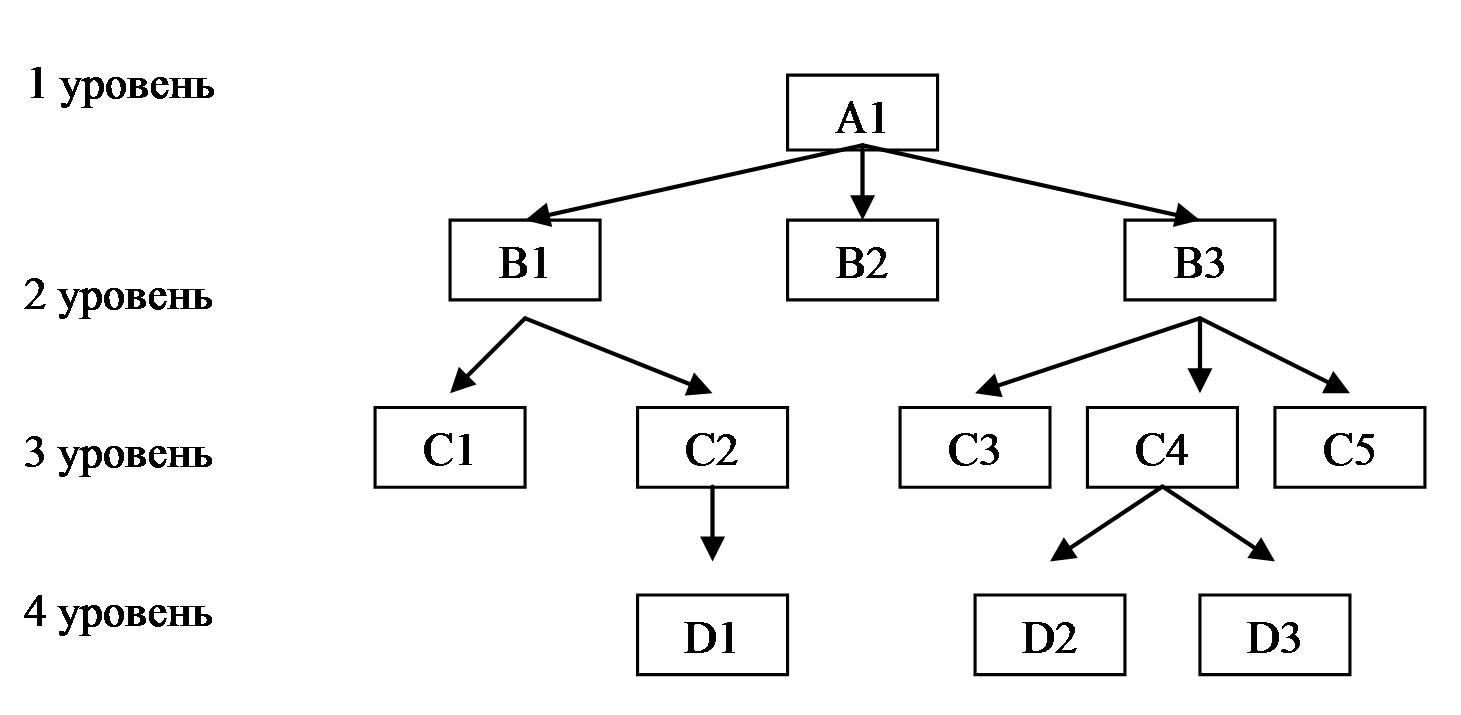 1 уровень
A1
B1 B2 B3
2 уровень
C1 C2 C3 C4 C5
3 уровень
4 уровень
D1 D2 D3